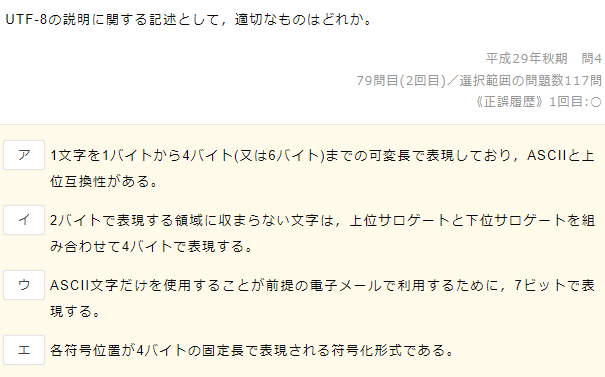 UTF-8の説明に関する記述として，適切なものはどれか。
平成29年秋期　問4
79問目(2回目)／選択範囲の問題数117問
《正誤履歴》1回目:○
ア
1文字を1バイトから4バイト(又は6バイト)までの可変長で表現しており，ASCIIと上
位互換性がある。
イ
2バイトで表現する領域に収まらない文字は，上位サロゲートと下位サロゲートを組
み合わせて4バイトで表現する。
ウ
ASCII文字だけを使用することが前提の電子メールで利用するために，7ビットで表
現する。
エ
各符号位置が4バイトの固定長で表現される符号化形式である。